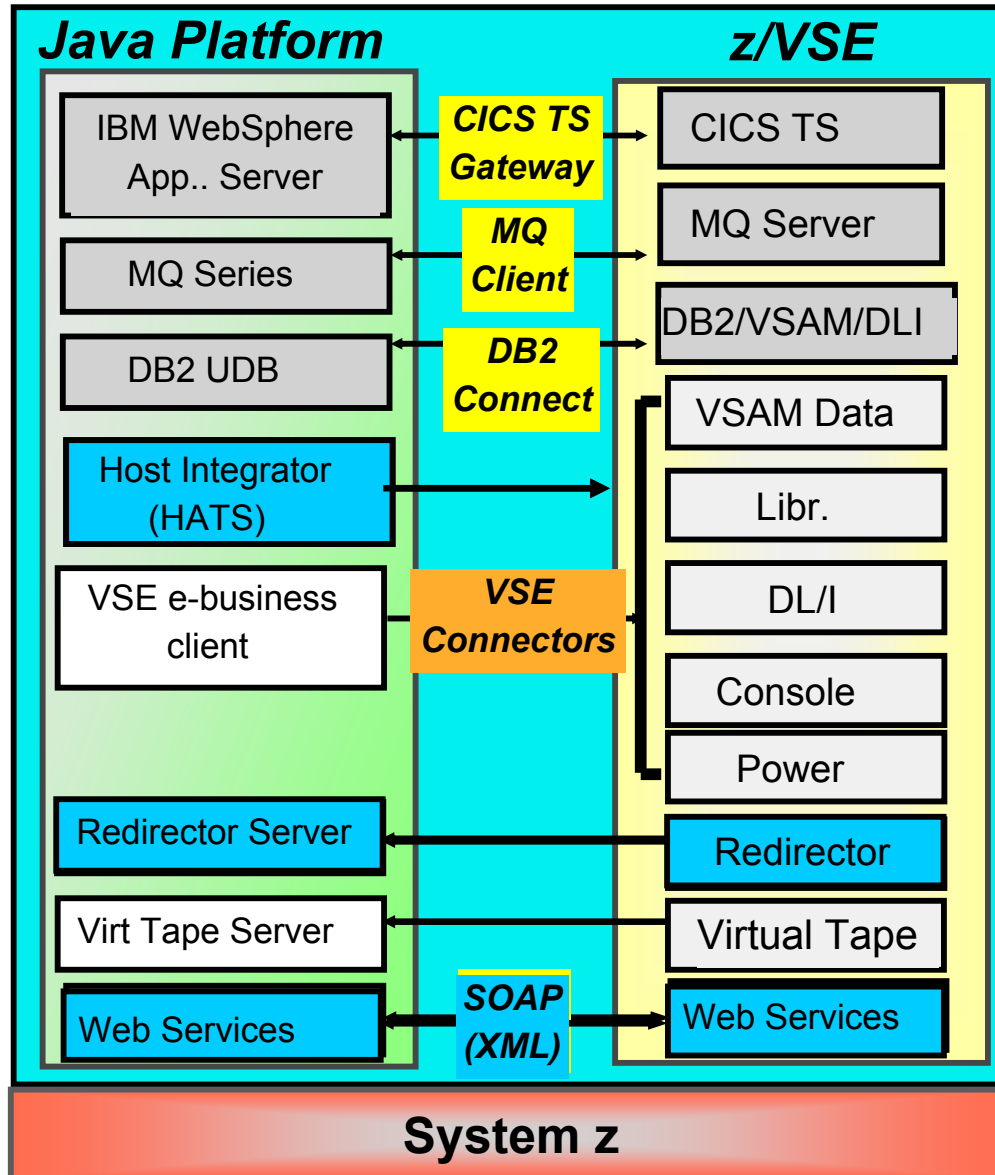 Java Platform
z/VSE
IBM WebSphere
App.. Server
CICS TS
Gateway
CICS TS
MQ Series
MQ
Client
MQ Server
DB2 UDB
DB2
Connect
DB2/VSAM/DLI
VSAM Data
Host Integrator
(HATS)
Libr.
VSE e-business
client
VSE
Connectors
DL/I
Console
Power
Redirector Server
Redirector
Virt Tape Server
Virtual Tape
Web Services
SOAP
(XML)
Web Services
System z